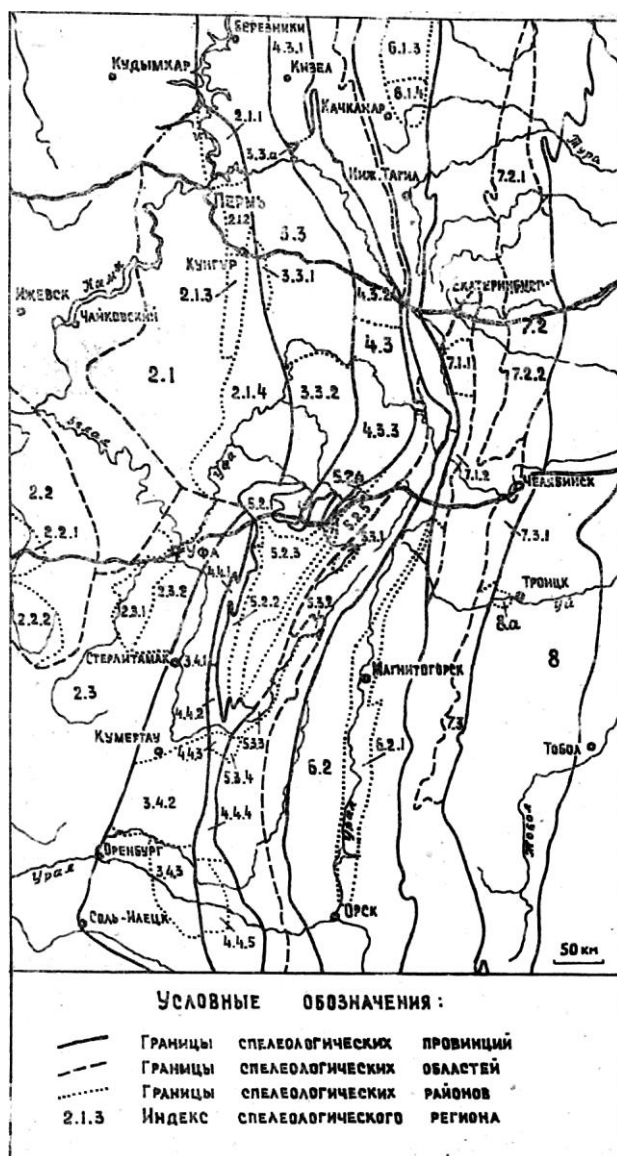 Березники
4.3.1
6.1.3
Кудымкар
Кизел
6.1.4
Качканар
2.1.1
3.3.а
Тура
Ниж. Тагил
7.2.1
Пермь
2.1.2
3.3
Кунгур
3.3.1
Екатеринбург
Кама
2.1.3
4.3.2
Ижевск
7.2
Чайковский
4.3
7.1.1
2.1
7.2.2
2.1.4
3.3.2
4.3.3
Уфа
7.1.2
2.2
Челябинск
5.2.1
5.2.4
5.2.5
2.2.1
5.3.1
7.3.1
Уфа
5.2.3
4.4.1
2.3.2
Троицк
2.3.1
5.2.2
5.3.2
Уй
2.2.2
8а
Стерлитамак
3.4.1
8
Магнитогорск
2.3
4.4.2
7.3
Кумертау
4.4.3
5.3.3
6.2
6.2.1
Тобол
5.3.4
3.4.2
4.4.4
Урал
Тобол
Оренбург
Урал
3.4.3
Соль-Илецк
Орск
4.4.5
50 км
Условные обозначения:
Границы спелеологических провинций
Границы спелеологических областей
Границы спелеологических районов
2.1.3 Индекс спелеологического региона